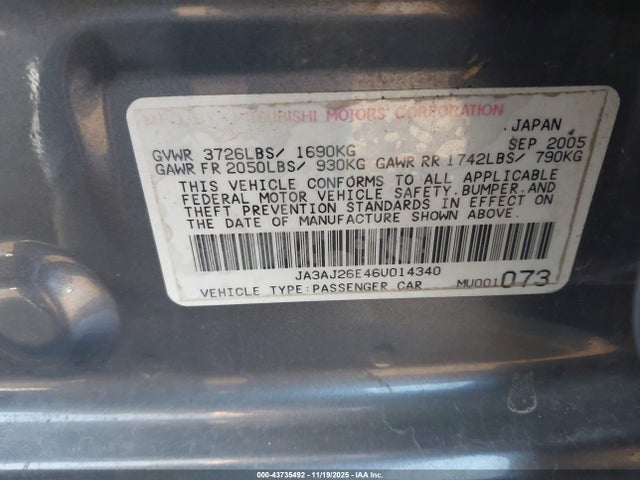 MITSUBISHI MOTORS CORPORATION
JAPAN
GVWR 3726LBS/ 1690KG SEP 2005
GAWR FR 2050LBS/ 930KG GAWR RR 1742LBS/ 790KG
THIS VEHICLE CONFORMS TO ALL APPLICABLE
FEDERAL MOTOR VEHICLE SAFETY, BUMPER, AND
THEFT PREVENTION STANDARDS IN EFFECT ON
THE DATE OF MANUFACTURE SHOWN ABOVE.
JA3AJ26E46U014340
VEHICLE TYPE:PASSENGER CAR MU001073
000-43735492 - 11/19/2025 - IAA Inc.